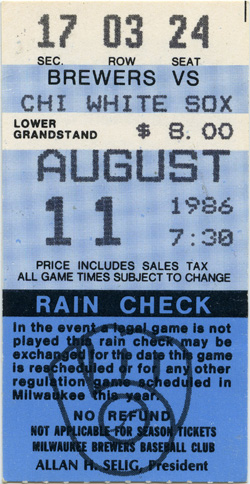 17 03 24
SEC. ROW SEAT
BREWERS VS
CHI WHITE SOX
LOWER
GRANDSTAND $ 8.00
AUGUST
11 1986
7:30
PRICE INCLUDES SALES TAX
ALL GAME TIMES SUBJECT TO CHANGE
RAIN CHECK
In the event a legal game is not
played this rain check may be
exchanged for the date this game
is rescheduled or for any other
regulation game scheduled in
Milwaukee this year.
NO REFUND
NOT APPLICABLE FOR SEASON TICKETS
MILWAUKEE BREWERS BASEBALL CLUB
ALLAN H. SELIG, President